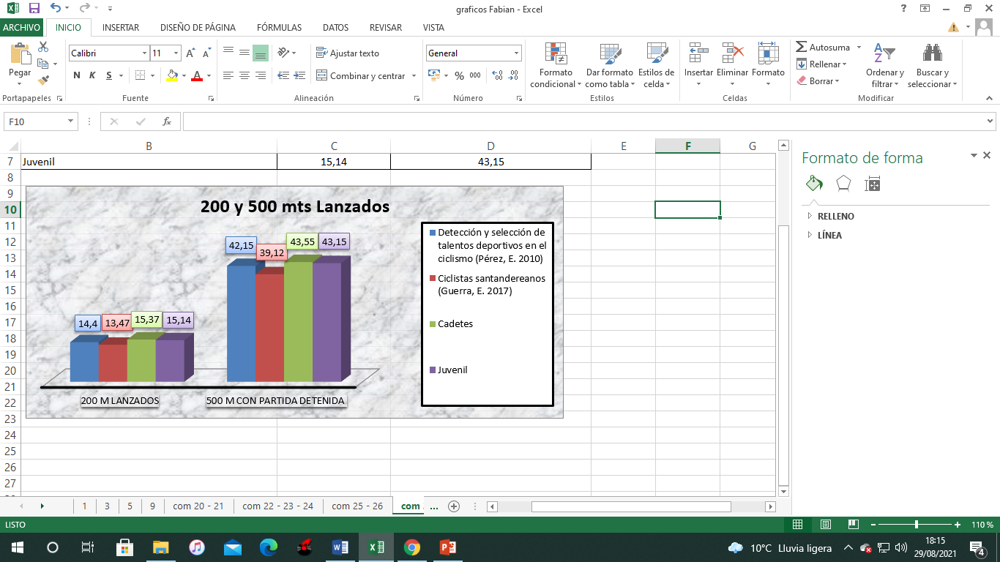 graficos Fabian - Excel
ARCHIVO INICIO INSERTAR DISEÑO DE PÁGINA FÓRMULAS DATOS REVISAR VISTA
Pegar
Portapapeles
Calibri 11
N K S
Fuente
Ajustar texto
Combinar y centrar
Alineación
General
% 000
Número
Formato condicional
Dar formato como tabla
Estilos de celda
Estilos
Insertar Eliminar Formato
Celdas
Autosuma
Rellenar
Borrar
Ordenar y filtrar
Buscar y seleccionar
Modificar
F10
fx
B C D E F G
7 Juvenil 15,14 43,15
8
9
10
11
12
13
14
15
16
17
18
19
20
21
22
23
24
25
26
27
200 y 500 mts Lanzados
42,15 39,12 43,55 43,15
14,4 13,47 15,37 15,14
200 M LANZADOS 500 M CON PARTIDA DETENIDA
Detección y selección de
talentos deportivos en el
ciclismo (Pérez, E. 2010)
Ciclistas santandereanos
(Guerra, E. 2017)
Cadetes
Juvenil
Formato de forma
RELLENO
LÍNEA
1 3 5 9 com 20 - 21 com 22 - 23 - 24 com 25 - 26 com ...
LISTO
110 %
10°C Lluvia ligera
18:15
29/08/2021
4